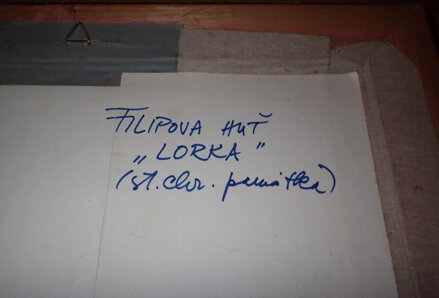 FILIPOVA HUŤ
„LORKA”
(st. chr. památka)